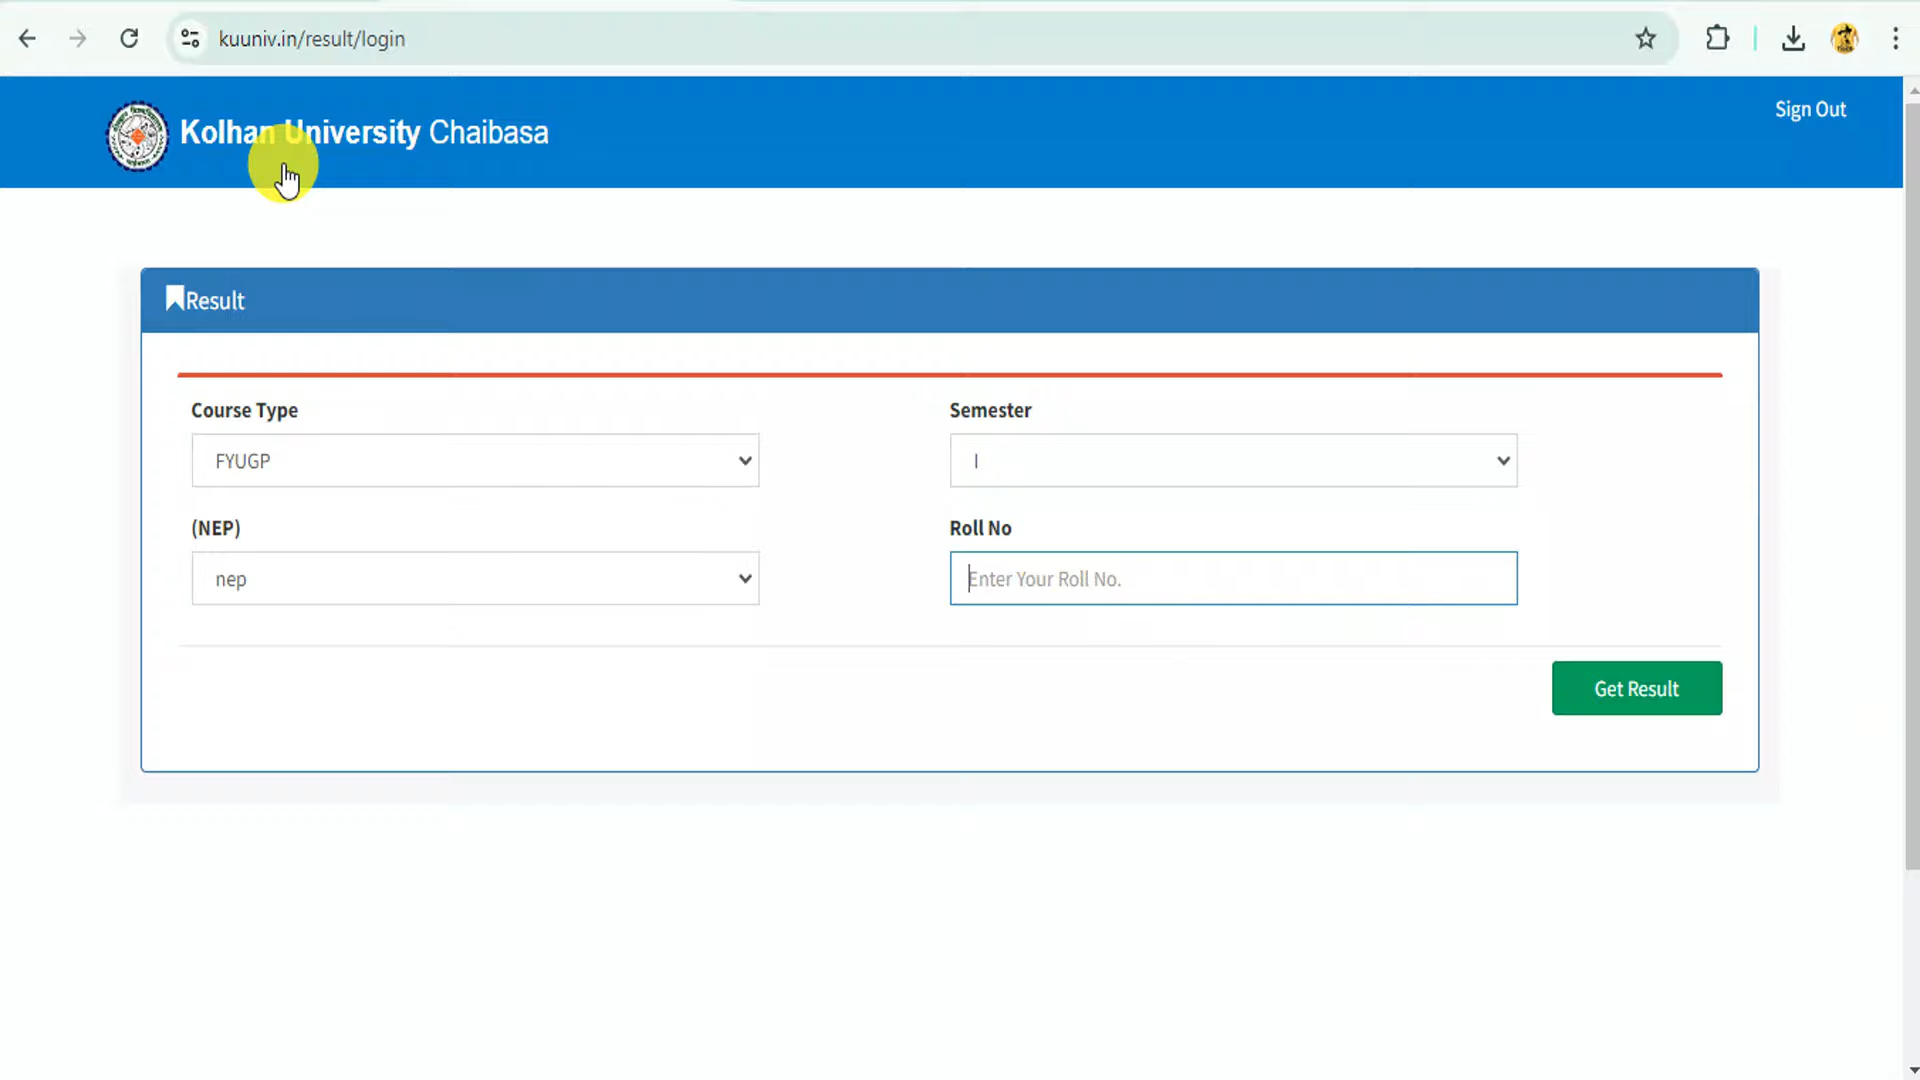 kuuniv.in/result/login
Sign Out
Kolhan University Chaibasa
Result
Course Type
Semester
FYUGP
I
(NEP)
Roll No
nep
Enter Your Roll No.
Get Result